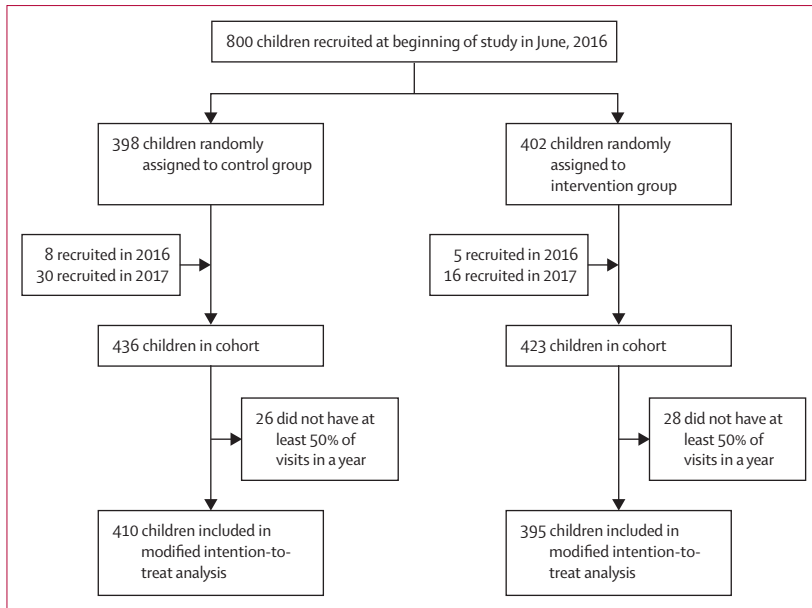 800 children recruited at beginning of study in June, 2016
398 children randomly
assigned to control group
402 children randomly
assigned to
intervention group
8 recruited in 2016
30 recruited in 2017
5 recruited in 2016
16 recruited in 2017
436 children in cohort
423 children in cohort
26 did not have at
least 50% of
visits in a year
28 did not have at
least 50% of
visits in a year
410 children included in
modified intention-to-
treat analysis
395 children included in
modified intention-to-
treat analysis